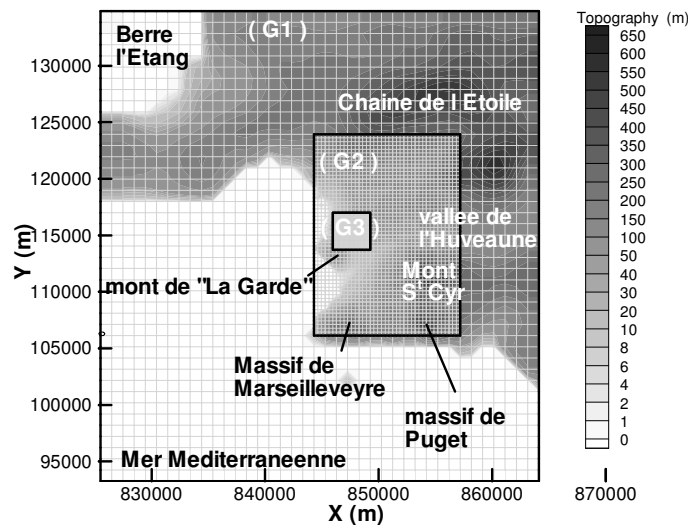 Topography (m)
Berre
l'Etang
( G1 )
Chaine de l Etoile
( G2 )
( G3 )
vallee de
l'Huveaune
mont de "La Garde"
Mont
S' Cyr
Massif de
Marseilleveyre
massif de
Puget
Mer Mediterraneenne
Y (m)
130000
125000
120000
115000
110000
105000
100000
95000
830000
840000
850000
860000
870000
X (m)
650
600
550
500
450
400
350
300
250
200
150
100
50
40
30
20
10
8
6
4
2
1
0